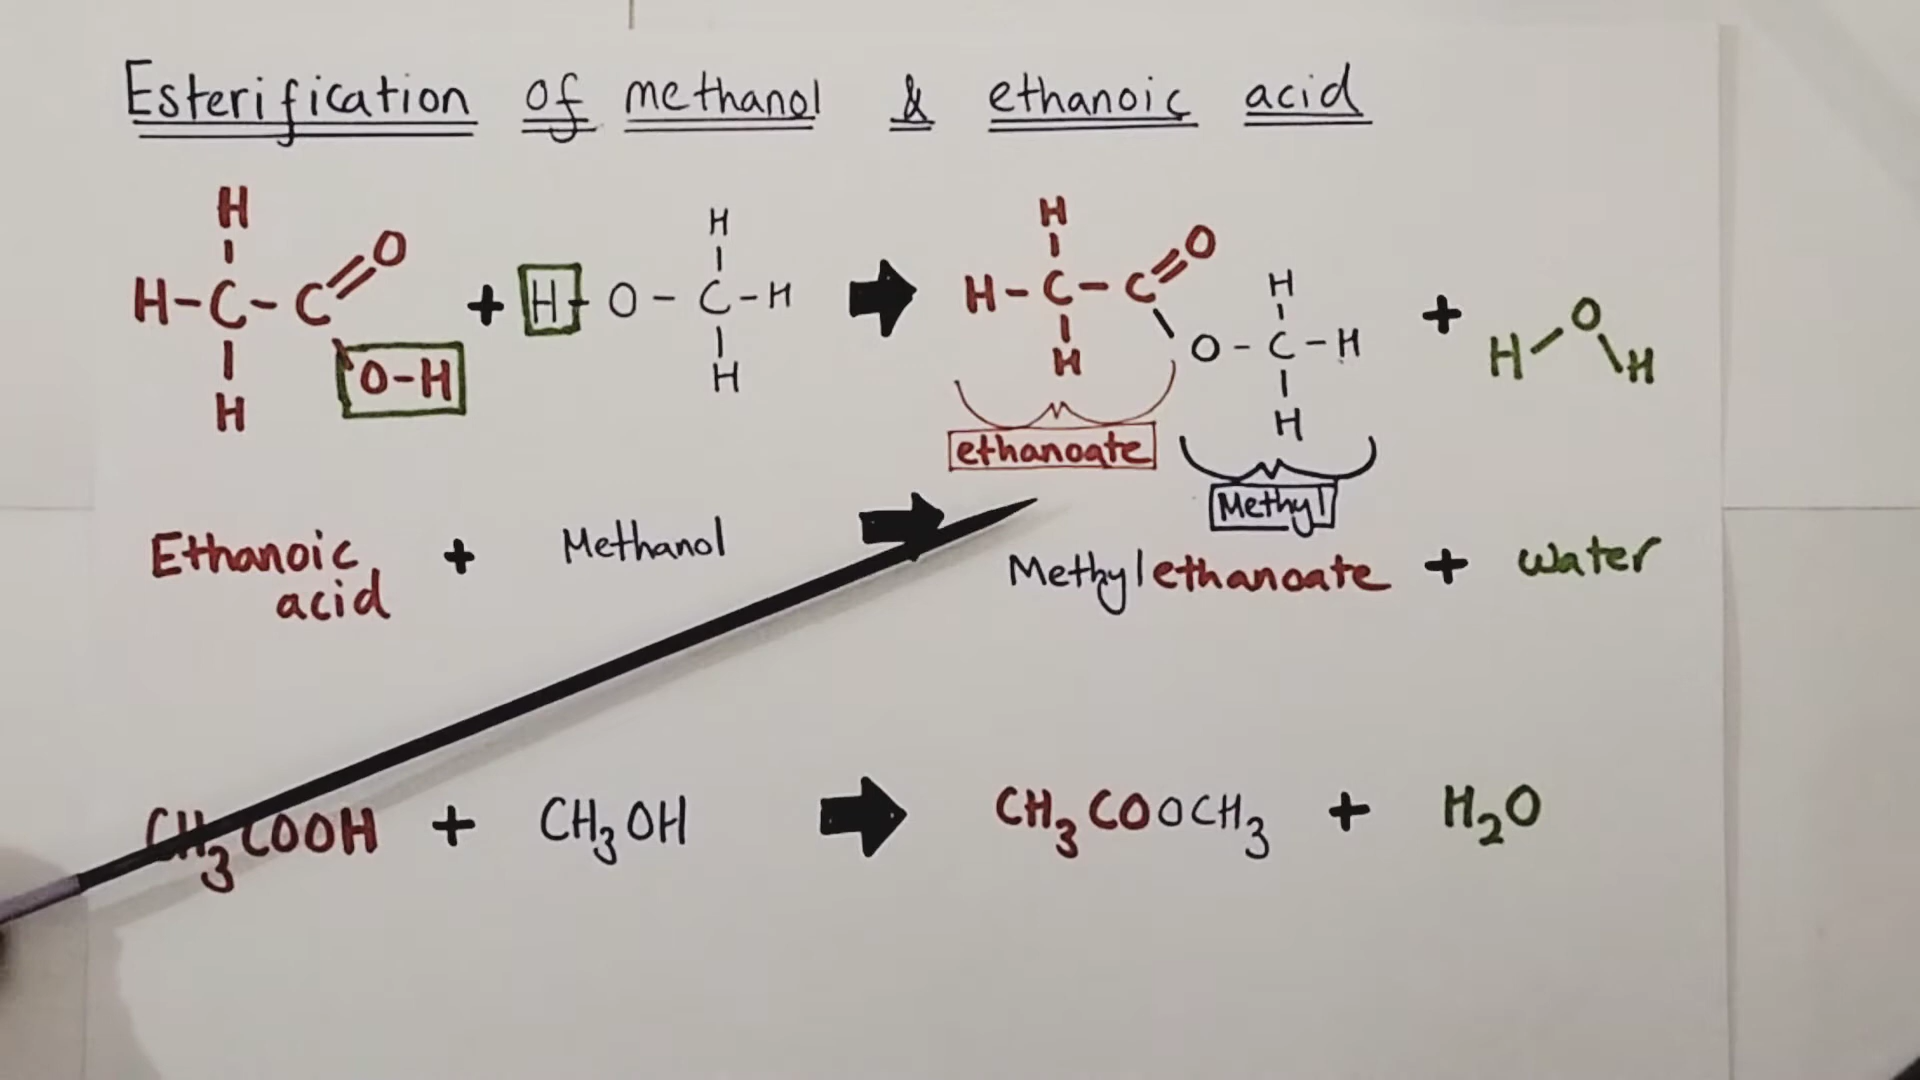 Esterification of methanol & ethanoic acid
H H
H H O O
H-C-C + H-O-C-H H-C-C H + O
O-H H O-C-H H H
H H H
ethanoate
Methyl
Ethanoic acid + Methanol Methylethanoate + water
CH3COOH + CH3OH CH3COOCH3 + H2O